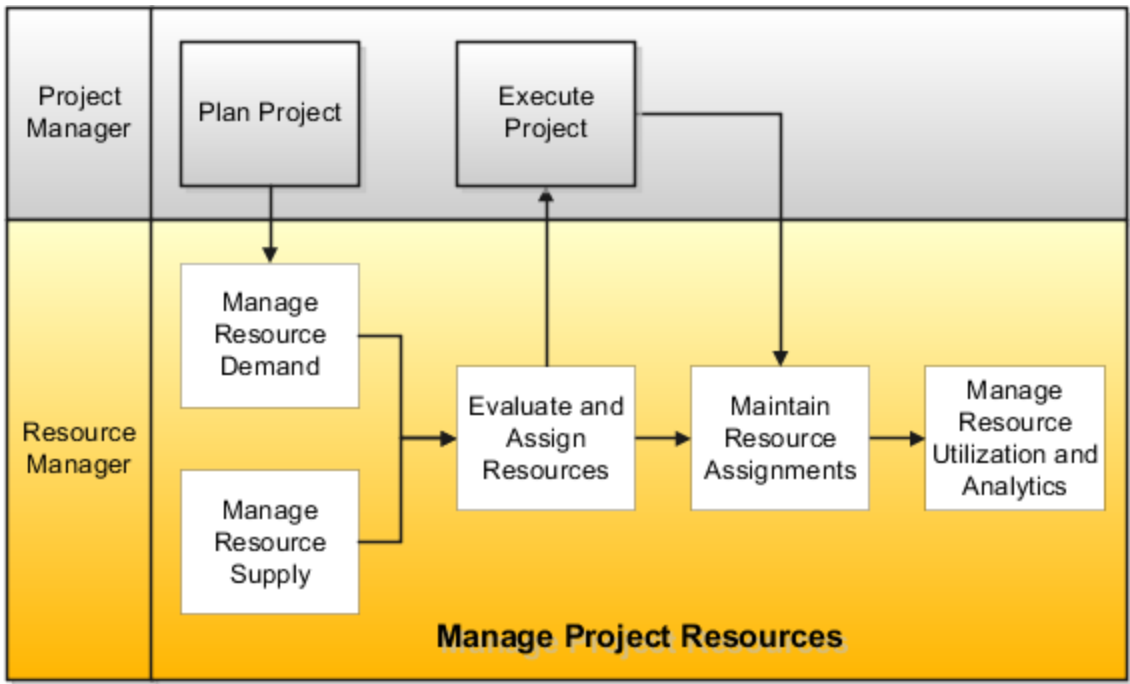 Project
Manager
Plan Project
Execute
Project
Resource
Manager
Manage
Resource
Demand
Manage
Resource
Supply
Evaluate and
Assign
Resources
Maintain
Resource
Assignments
Manage
Resource
Utilization and
Analytics
Manage Project Resources